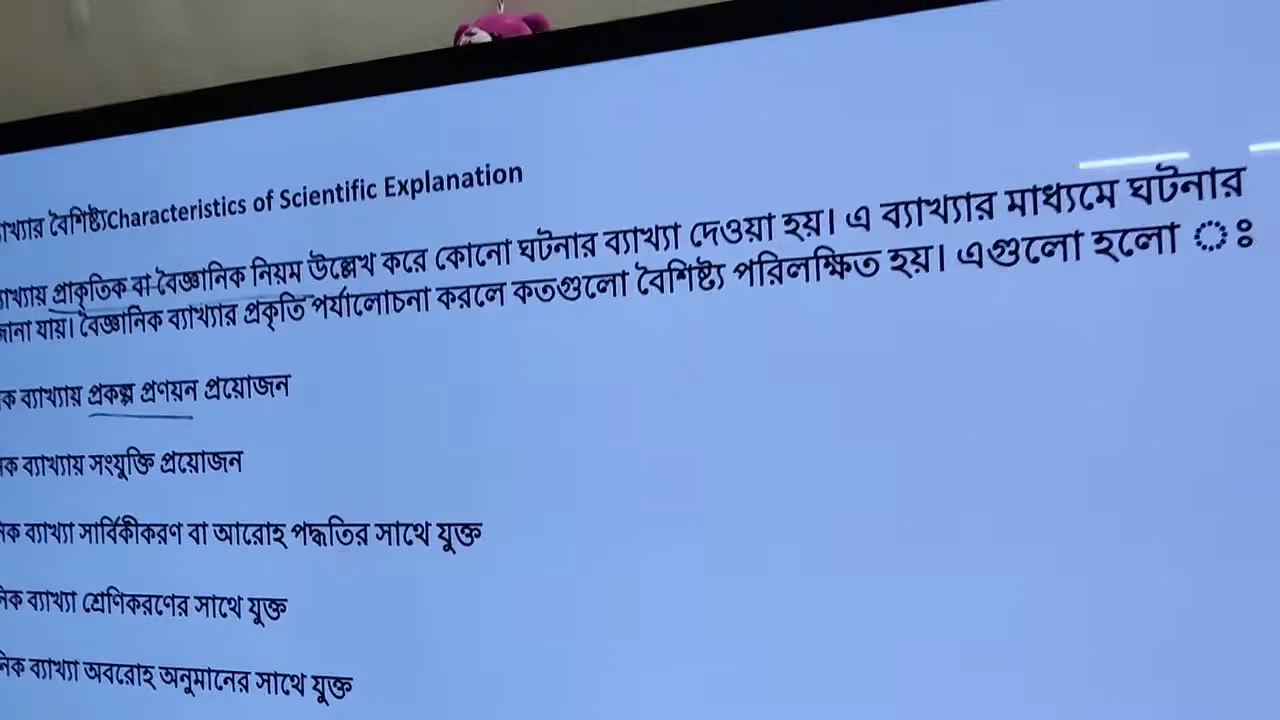 ব্যাখ্যার বৈশিষ্ট্যCharacteristics of Scientific Explanation
ব্যাখ্যায় প্রাকৃতিক বা বৈজ্ঞানিক নিয়ম উল্লেখ করে কোনো ঘটনার ব্যাখ্যা দেওয়া হয়। এ ব্যাখ্যার মাধ্যমে ঘটনার
জানা যায়। বৈজ্ঞানিক ব্যাখ্যার প্রকৃতি পর্যালোচনা করলে কতগুলো বৈশিষ্ট্য পরিলক্ষিত হয়। এগুলো হলো ঃ
ক ব্যাখ্যায় প্রকল্প প্রণয়ন প্রয়োজন
ক ব্যাখ্যায় সংযুক্তি প্রয়োজন
নিক ব্যাখ্যা সার্বিকীকরণ বা আরোহ পদ্ধতির সাথে যুক্ত
নিক ব্যাখ্যা শ্রেণিকরণের সাথে যুক্ত
নিক ব্যাখ্যা অবরোহ অনুমানের সাথে যুক্ত